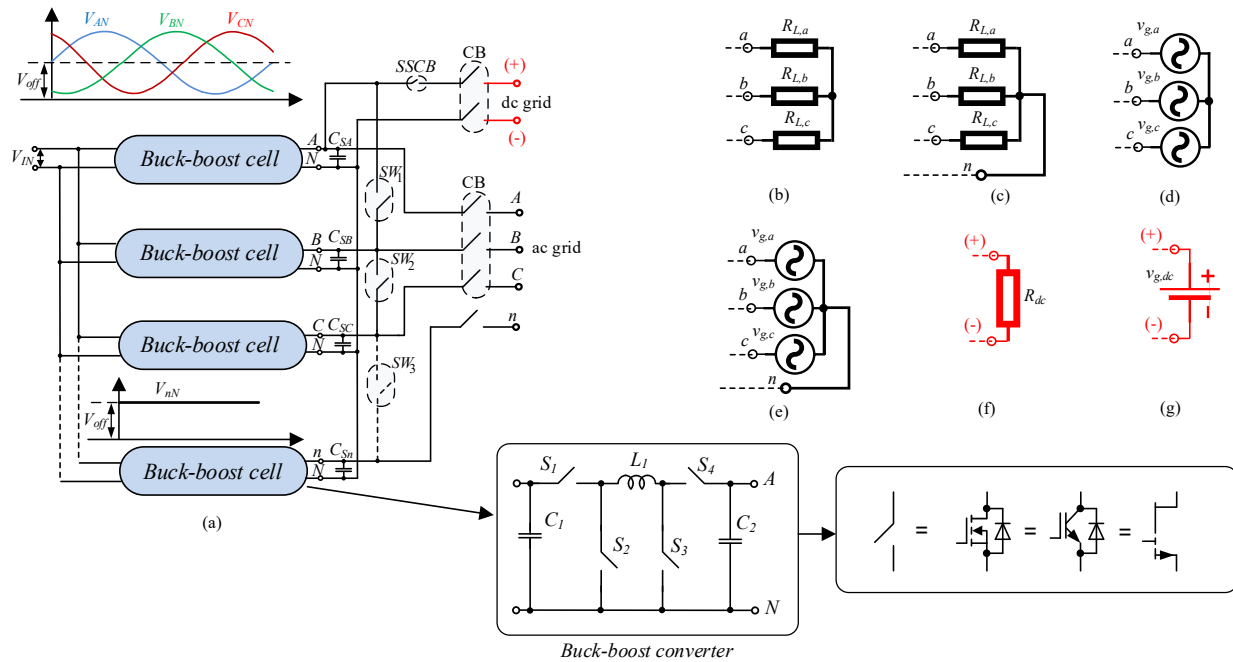 V_AN V_BN V_CN
V_off
CB
SSCB
(+)
dc grid
(-)
V_IN
Buck-boost cell
A C_SA
N
SW_1
CB
A
Buck-boost cell
B C_SB
N
B
ac grid
SW_2
C
Buck-boost cell
C C_SC
N
n
SW_3
V_nN
V_off
Buck-boost cell
n C_Sn
N
(a)
a R_L,a
b R_L,b
c R_L,c
(b)
a R_L,a
b R_L,b
c R_L,c
n
(c)
v_g,a
a
v_g,b
b
v_g,c
c
(d)
v_g,a
a
v_g,b
b
v_g,c
c
n
(e)
(+)
R_dc
(-)
(f)
(+)
v_g,dc + -
(-)
(g)
S_1 L_1 S_4 A
C_1 S_2 S_3 C_2
N
= = =
Buck-boost converter